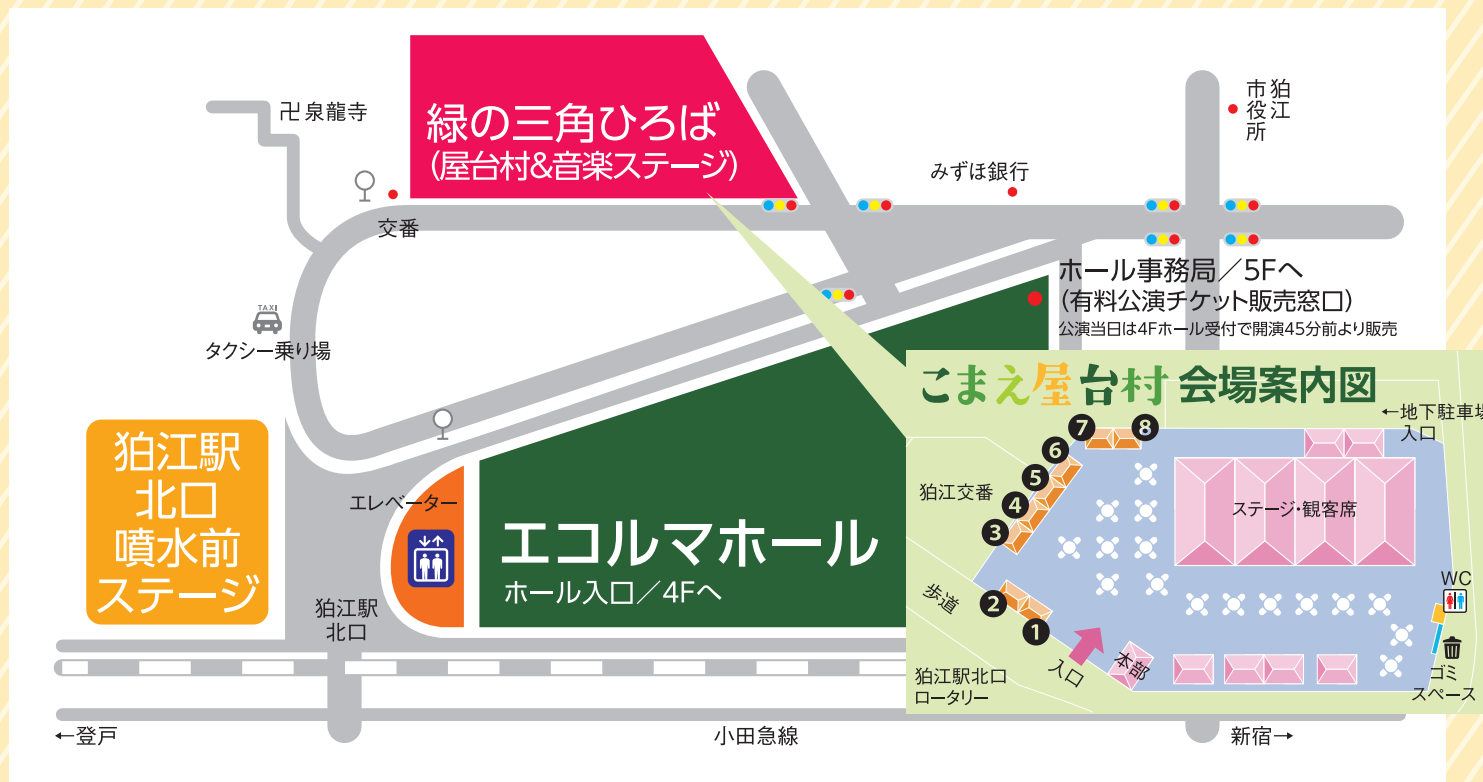 緑の三角ひろば
(屋台村&音楽ステージ)
卍泉龍寺
交番
みずほ銀行
狛江
市役所
TAXI
タクシー乗り場
ホール事務局／5Fへ
(有料公演チケット販売窓口)
公演当日は4Fホール受付で開演45分前より販売
狛江駅
北口
噴水前
ステージ
エレベーター
エコルマホール
ホール入口／4Fへ
狛江駅
北口
←登戸
小田急線
新宿→
こまえ屋台村 会場案内図
←地下駐車場
入口
7
8
6
5
4
3
2
1
狛江交番
ステージ・観客席
歩道
入口
本部
狛江駅北口
ロータリー
WC
ゴミ
スペース